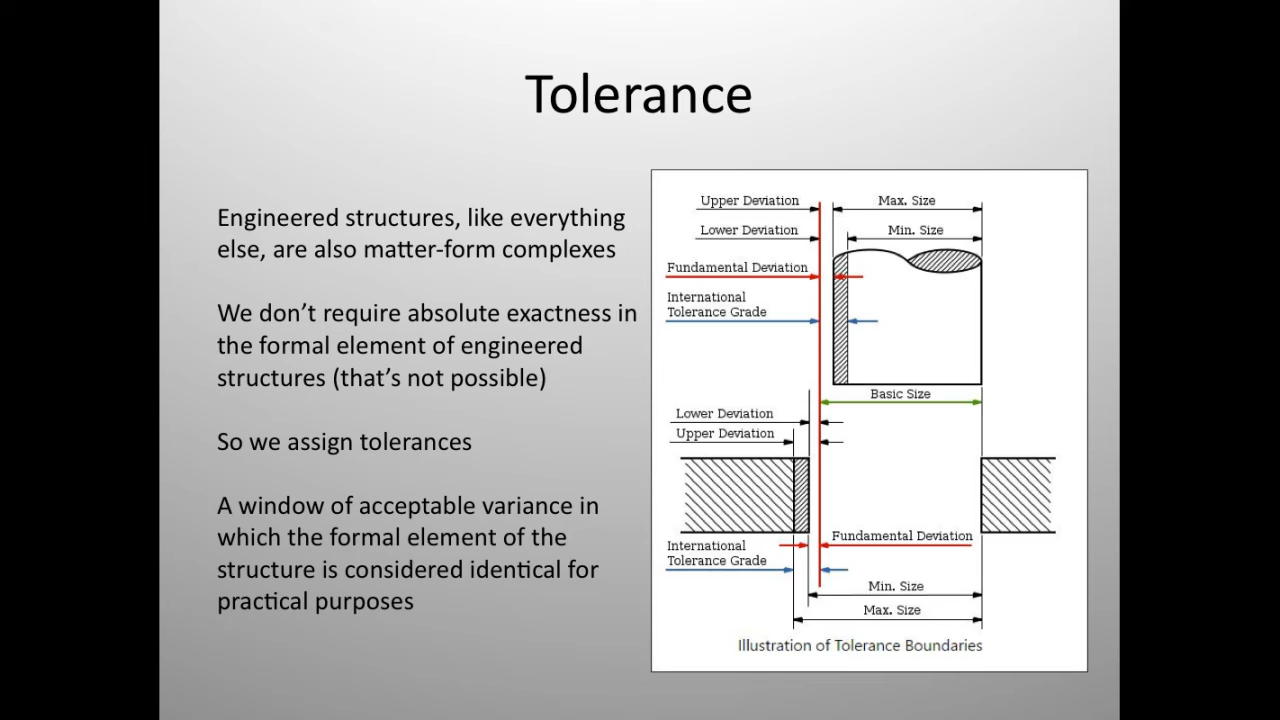 Tolerance
Engineered structures, like everything
else, are also matter-form complexes
We don’t require absolute exactness in
the formal element of engineered
structures (that’s not possible)
So we assign tolerances
A window of acceptable variance in
which the formal element of the
structure is considered identical for
practical purposes
Upper Deviation
Max. Size
Lower Deviation
Min. Size
Fundamental Deviation
International
Tolerance Grade
Basic Size
Lower Deviation
Upper Deviation
Fundamental Deviation
International
Tolerance Grade
Min. Size
Max. Size
Illustration of Tolerance Boundaries